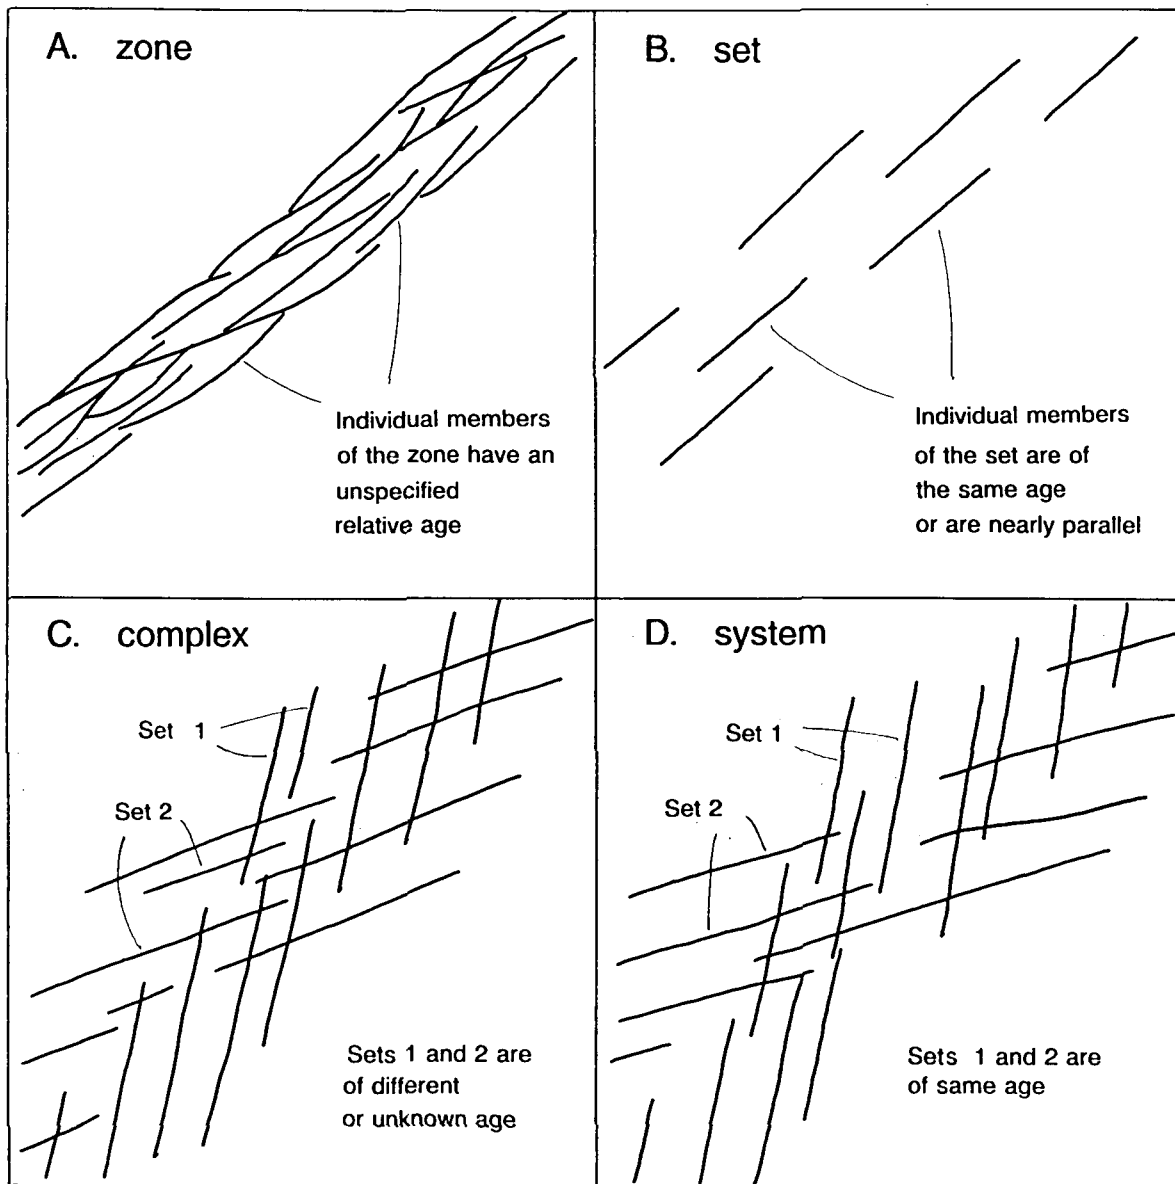 A. zone
Individual members
of the zone have an
unspecified
relative age
B. set
Individual members
of the set are of
the same age
or are nearly parallel
C. complex
Set 1
Set 2
Sets 1 and 2 are
of different
or unknown age
D. system
Set 1
Set 2
Sets 1 and 2 are
of same age